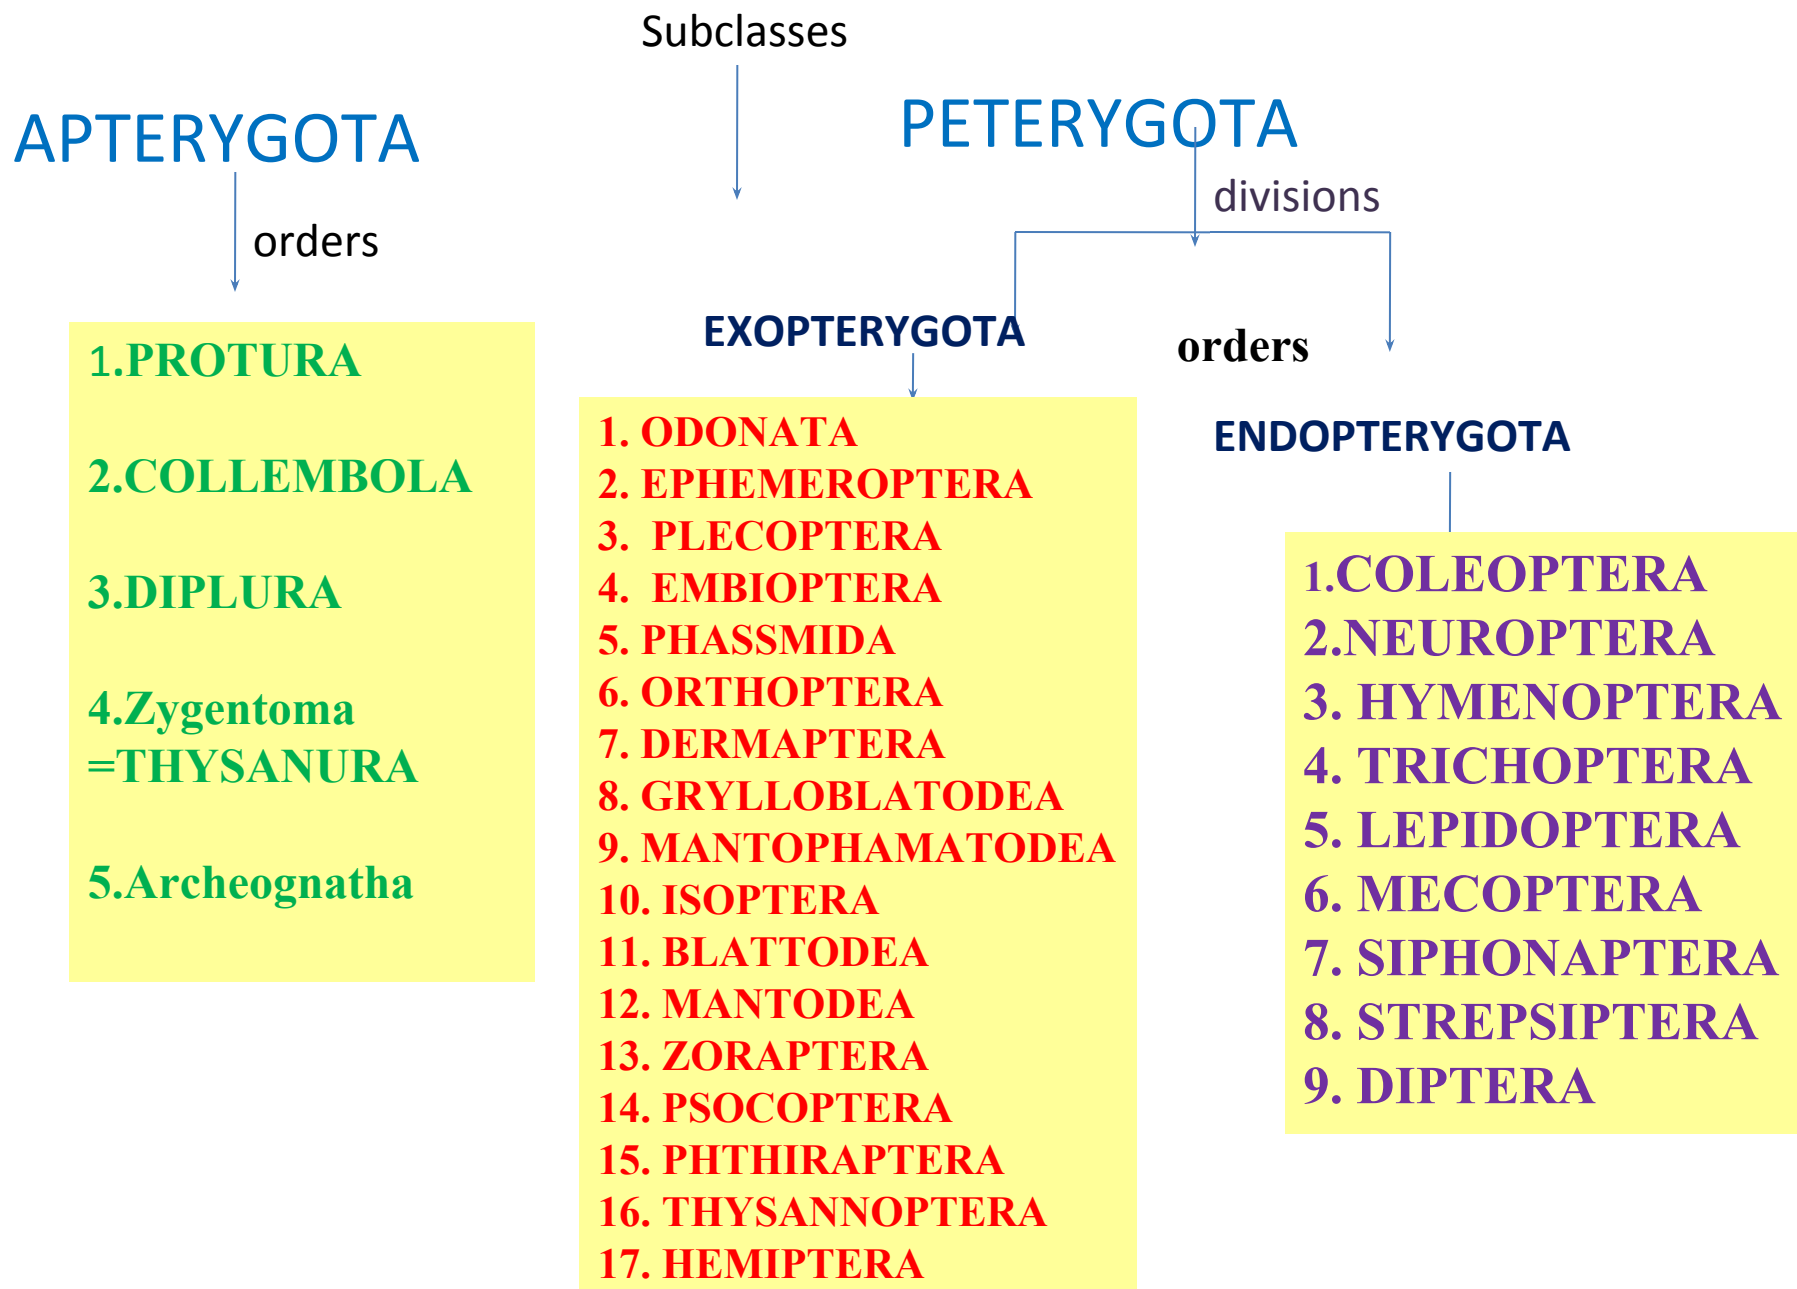 Subclasses
APTERYGOTA
PETERYGOTA
orders
divisions
1.PROTURA
2.COLLEMBOLA
3.DIPLURA
4.Zygentoma
=THYSANURA
5.Archeognatha
EXOPTERYGOTA
orders
1. ODONATA
2. EPHEMEROPTERA
3. PLECOPTERA
4. EMBIOPTERA
5. PHASSMIDA
6. ORTHOPTERA
7. DERMAPTERA
8. GRYLLOBLATODEA
9. MANTOPHAMATODEA
10. ISOPTERA
11. BLATTODEA
12. MANTODEA
13. ZORAPTERA
14. PSOCOPTERA
15. PHTHIRAPTERA
16. THYSANNOPTERA
17. HEMIPTERA
ENDOPTERYGOTA
1.COLEOPTERA
2.NEUROPTERA
3. HYMENOPTERA
4. TRICHOPTERA
5. LEPIDOPTERA
6. MECOPTERA
7. SIPHONAPTERA
8. STREPSIPTERA
9. DIPTERA